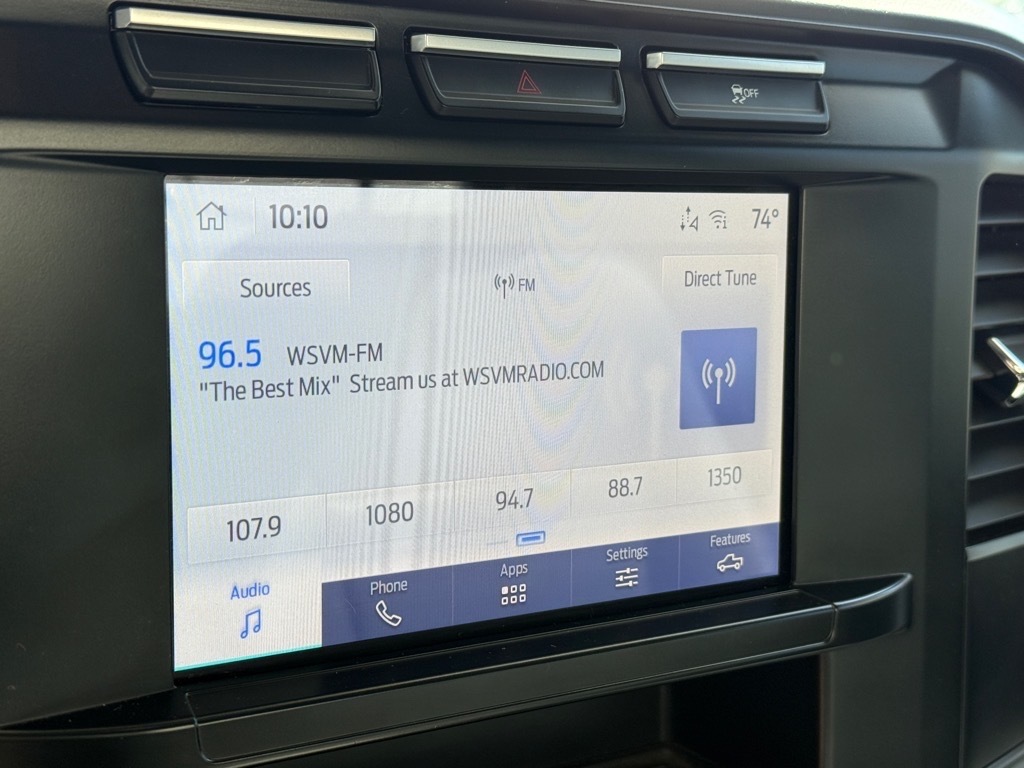 OFF
10:10 74°
Sources FM Direct Tune
96.5 WSVM-FM
"The Best Mix" Stream us at WSVMRADIO.COM
107.9 1080 94.7 88.7 1350
Audio Phone Apps Settings Features